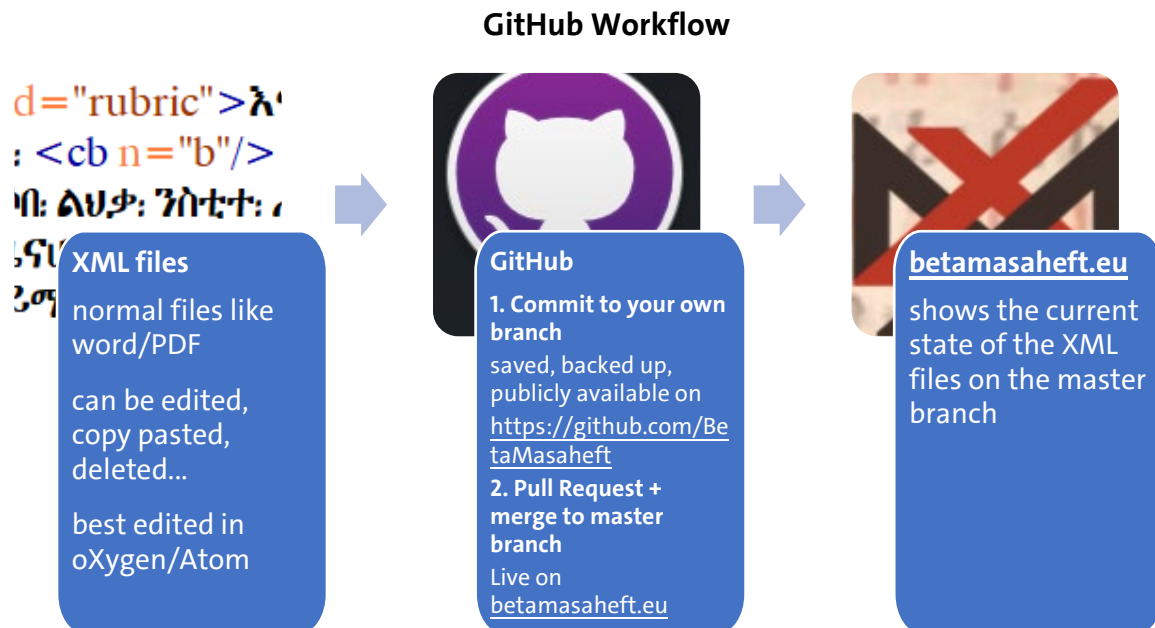 GitHub Workflow
d="rubric">እ
: <cb n="b"/>
ልህቃ፡ ንስቲተ፡
XML files
normal files like
word/PDF
can be edited,
copy pasted,
deleted...
best edited in
oXygen/Atom
GitHub
1. Commit to your own
branch
saved, backed up,
publicly available on
https://github.com/Be
taMasaheft
2. Pull Request +
merge to master
branch
Live on
betamasaheft.eu
betamasaheft.eu
shows the current
state of the XML
files on the master
branch